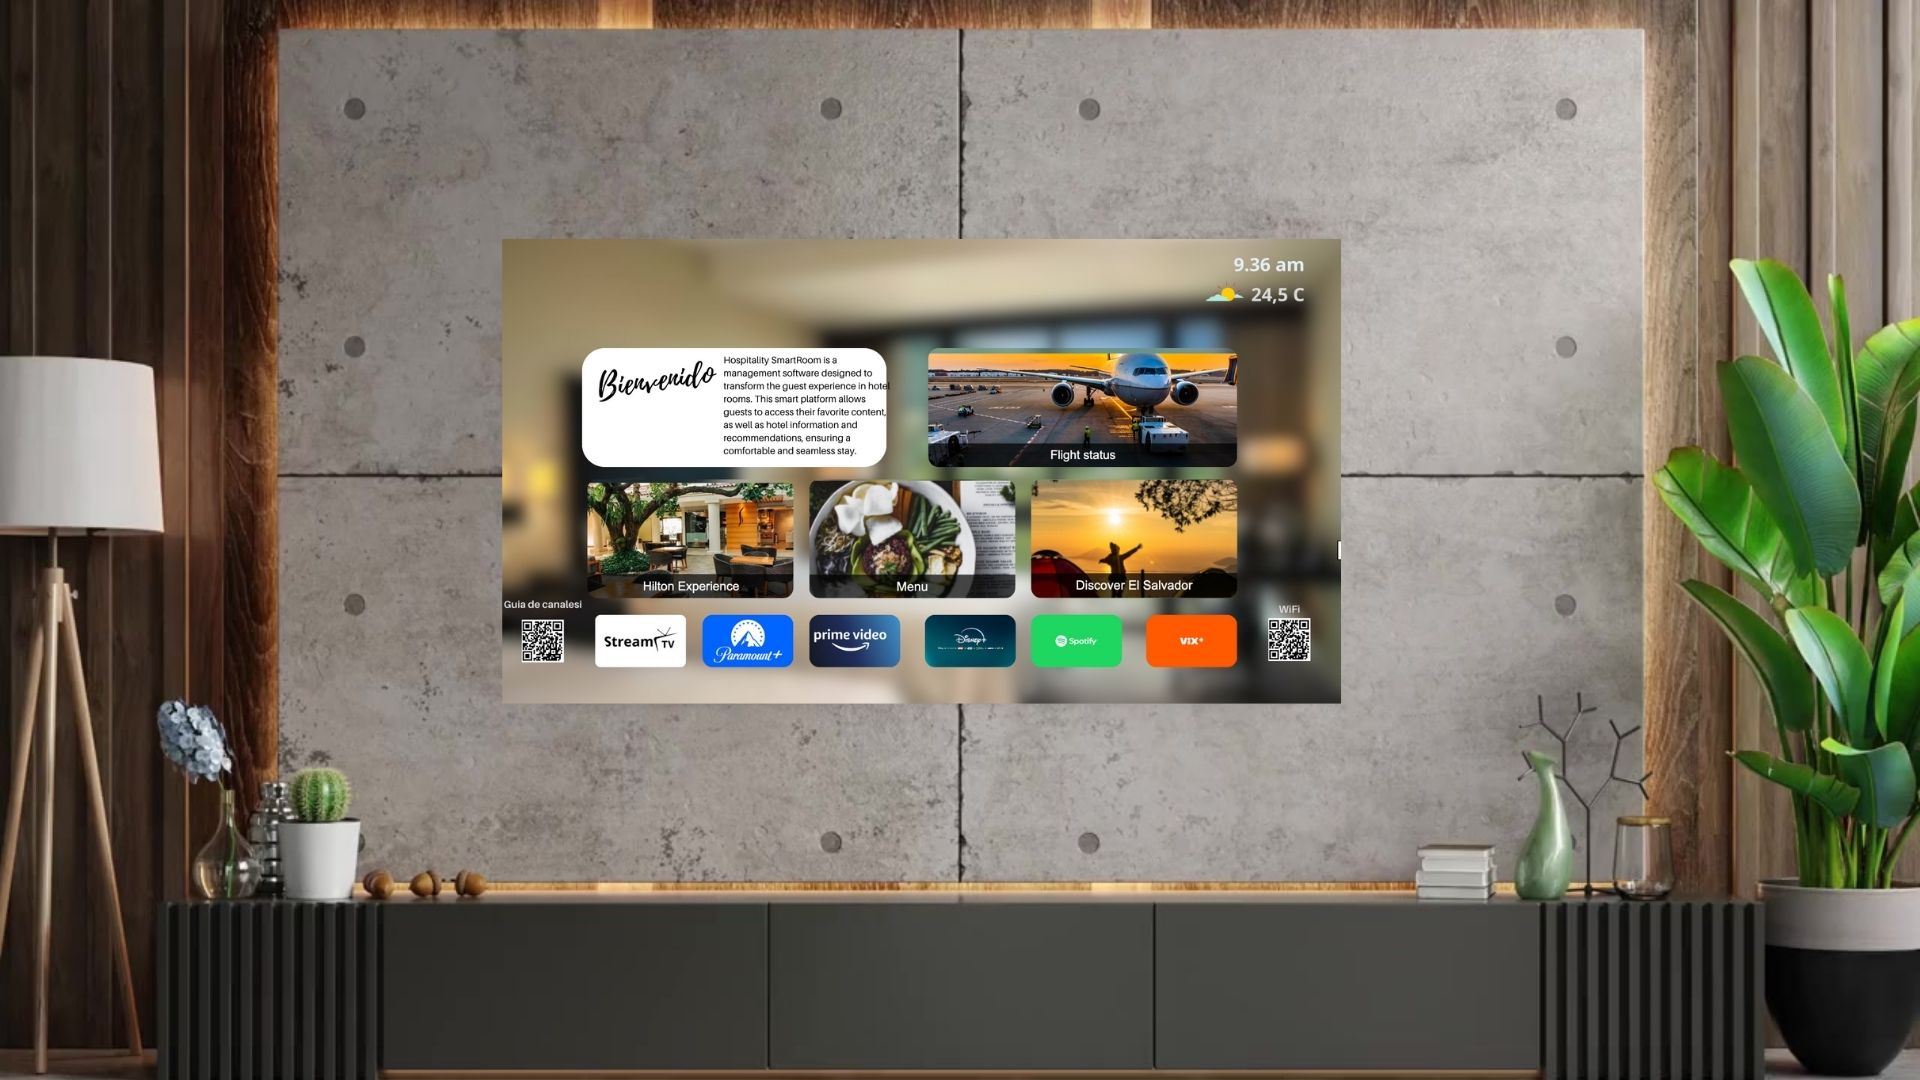 9.36 am
24,5 C
Bienvenido
Hospitality SmartRoom is a
management software designed to
transform the guest experience in hotel
rooms. This smart platform allows
guests to access their favorite content,
as well as hotel information and
recommendations, ensuring a
comfortable and seamless stay.
Flight status
Hilton Experience
Menu
Discover El Salvador
Guia de canalesi
WiFi
Stream TV
Paramount+
prime video
Disney+
Spotify
VIX+